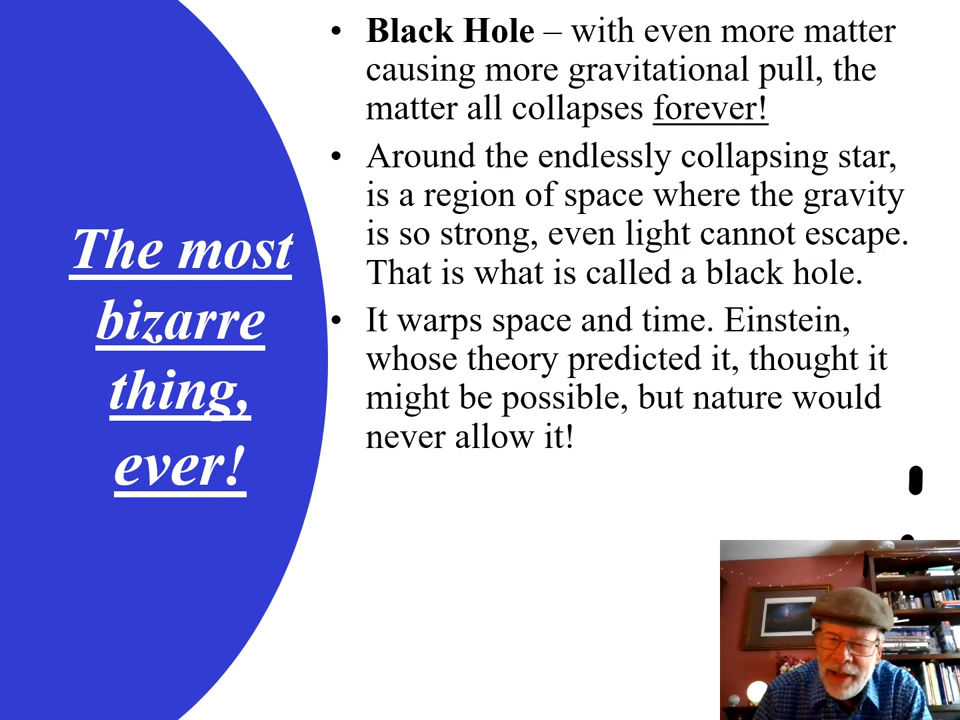 The most
bizarre
thing,
ever!
• Black Hole – with even more matter
causing more gravitational pull, the
matter all collapses forever!
• Around the endlessly collapsing star,
is a region of space where the gravity
is so strong, even light cannot escape.
That is what is called a black hole.
• It warps space and time. Einstein,
whose theory predicted it, thought it
might be possible, but nature would
never allow it!